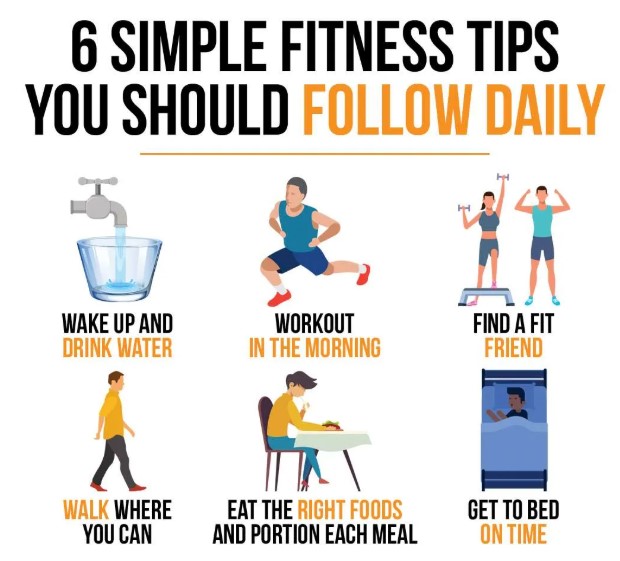 6 SIMPLE FITNESS TIPS
YOU SHOULD FOLLOW DAILY
WAKE UP AND
DRINK WATER
WORKOUT
IN THE MORNING
FIND A FIT
FRIEND
WALK WHERE
YOU CAN
EAT THE RIGHT FOODS
AND PORTION EACH MEAL
GET TO BED
ON TIME